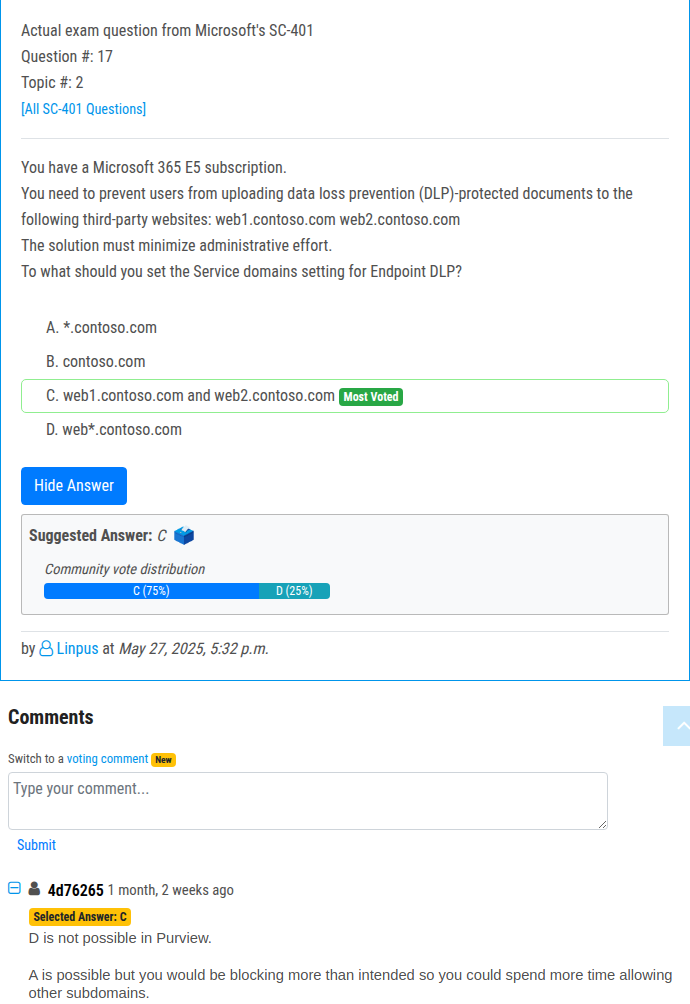 Actual exam question from Microsoft's SC-401
Question #: 17
Topic #: 2
[All SC-401 Questions]
You have a Microsoft 365 E5 subscription.
You need to prevent users from uploading data loss prevention (DLP)-protected documents to the
following third-party websites: web1.contoso.com web2.contoso.com
The solution must minimize administrative effort.
To what should you set the Service domains setting for Endpoint DLP?
A. *.contoso.com
B. contoso.com
C. web1.contoso.com and web2.contoso.com Most Voted
D. web*.contoso.com
Hide Answer
Suggested Answer: C
Community vote distribution
C (75%) D (25%)
by Linpus at May 27, 2025, 5:32 p.m.
Comments
Switch to a voting comment New
Type your comment...
Submit
4d76265 1 month, 2 weeks ago
Selected Answer: C
D is not possible in Purview.
A is possible but you would be blocking more than intended so you could spend more time allowing
other subdomains.